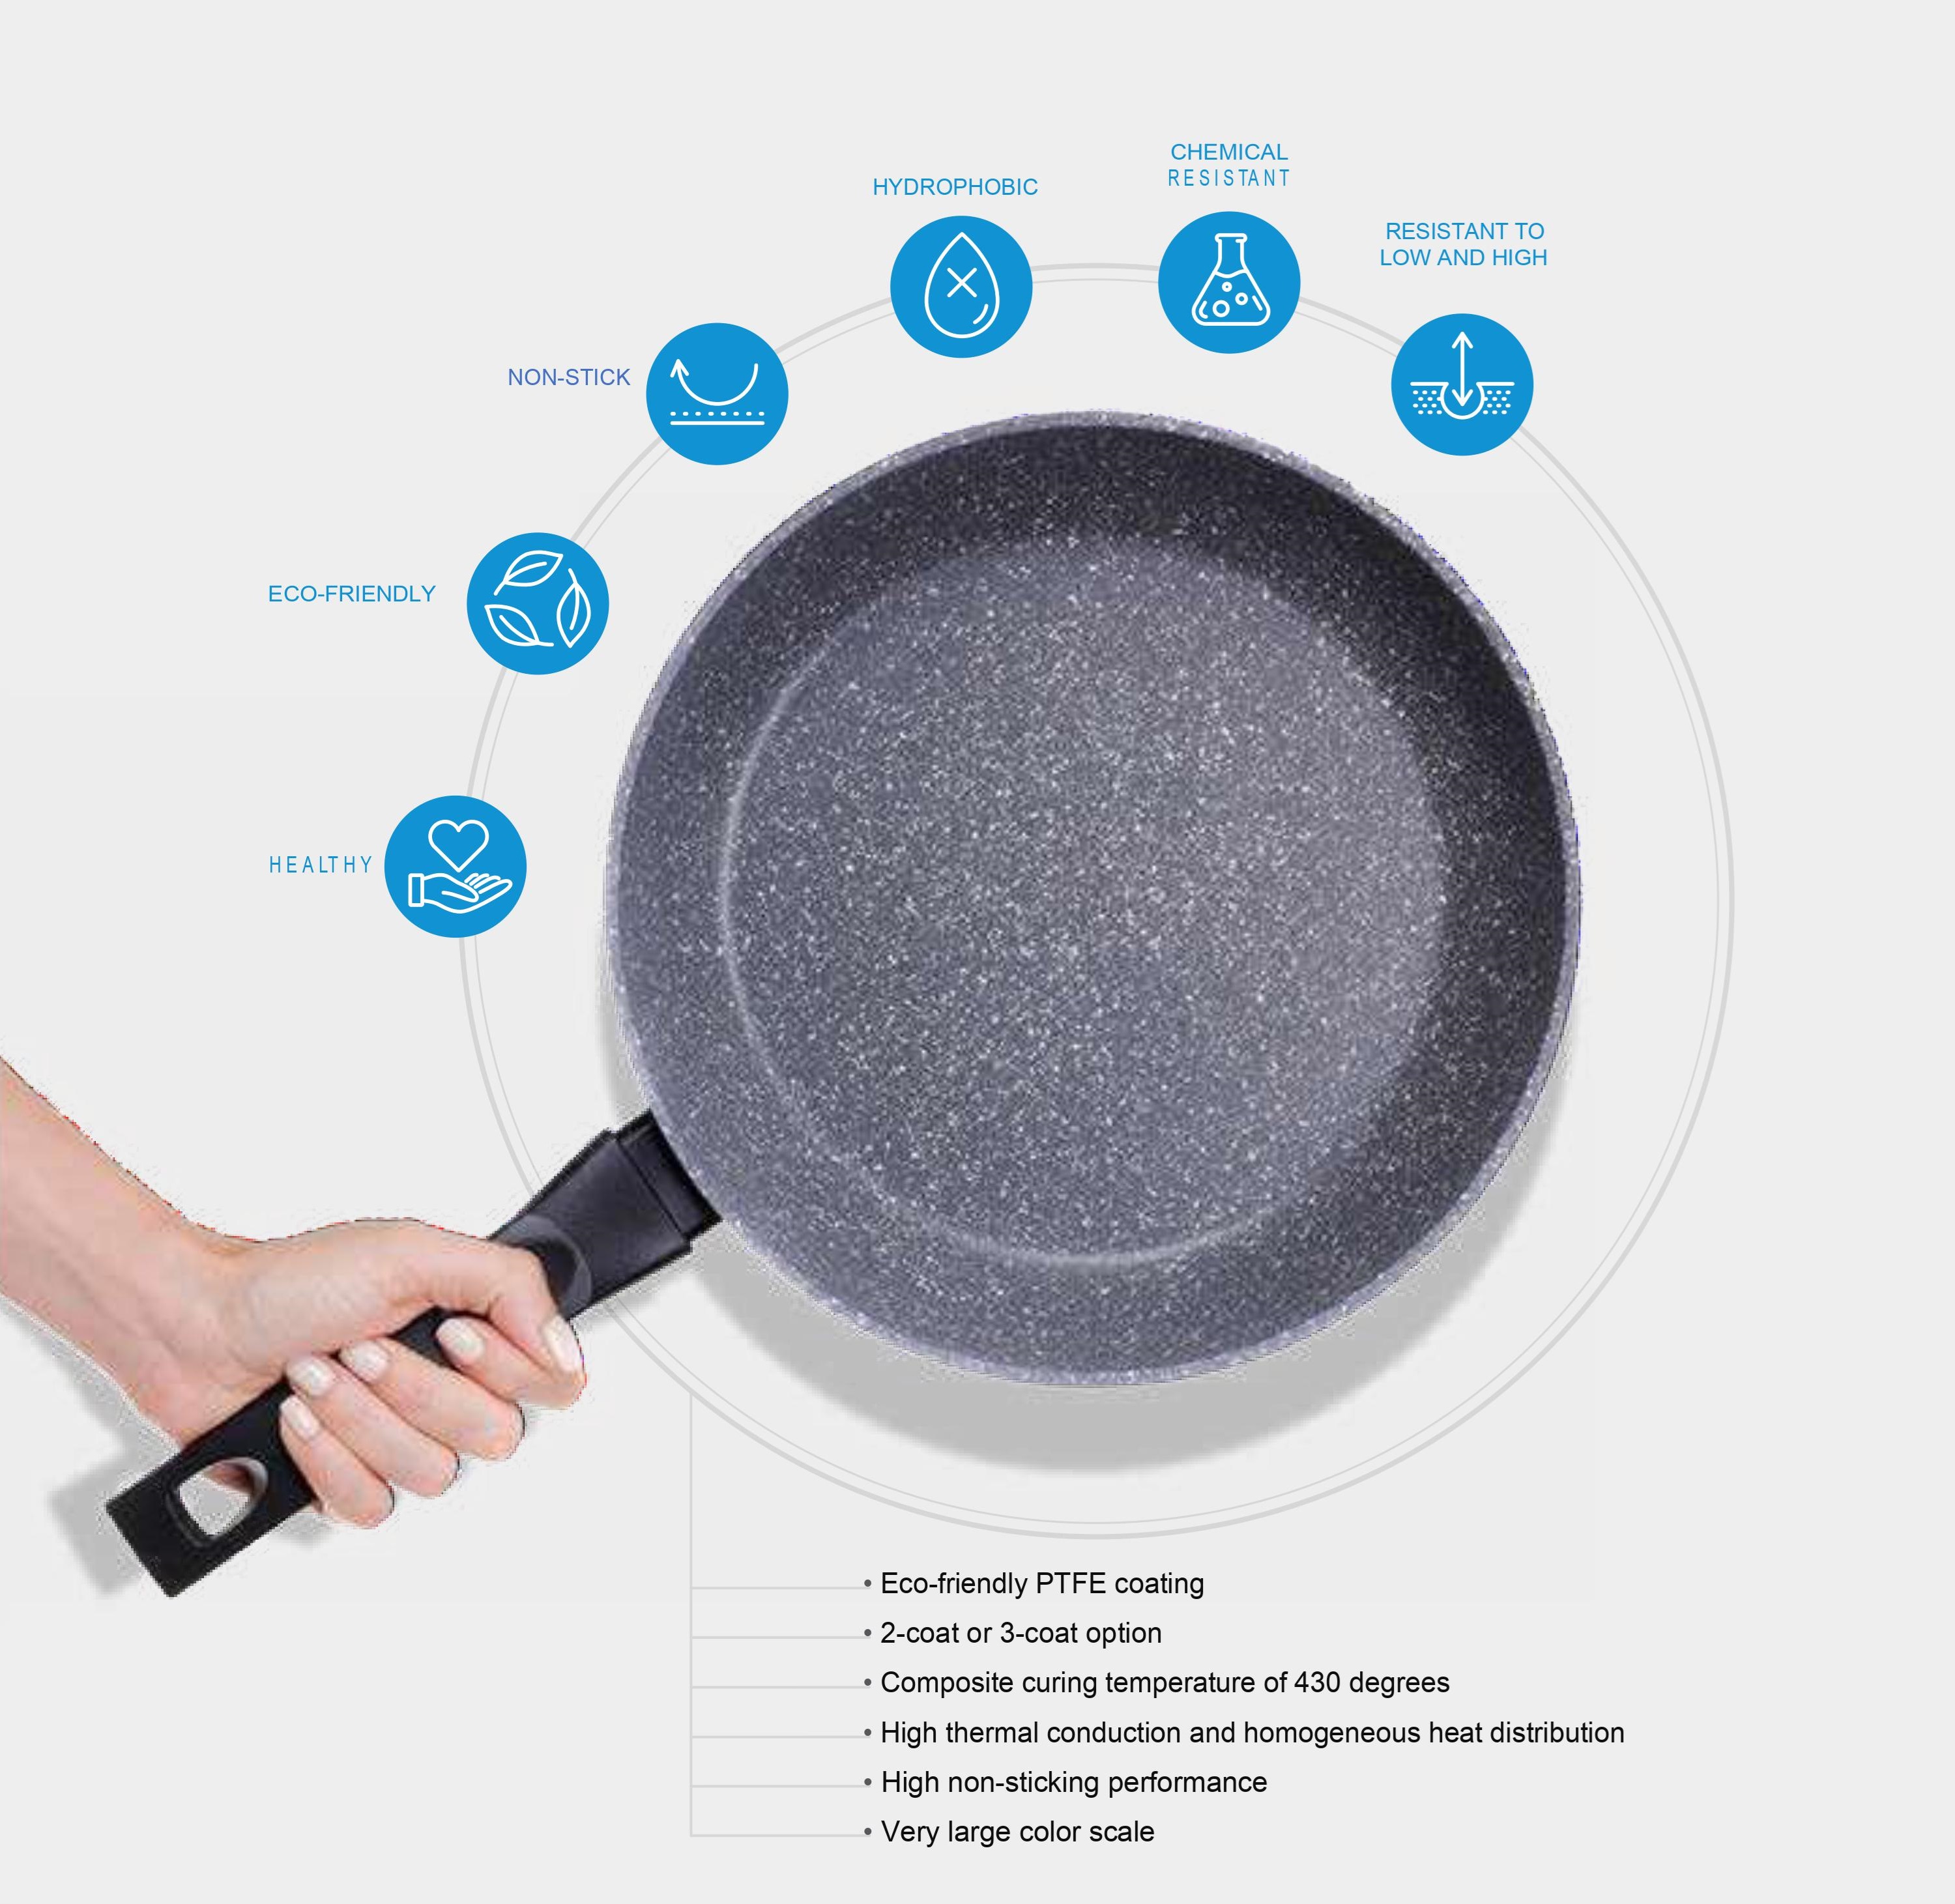 CHEMICAL
RESISTANT
HYDROPHOBIC
RESISTANT TO
LOW AND HIGH
NON-STICK
ECO-FRIENDLY
HEALTHY
• Eco-friendly PTFE coating
• 2-coat or 3-coat option
• Composite curing temperature of 430 degrees
• High thermal conduction and homogeneous heat distribution
• High non-sticking performance
• Very large color scale